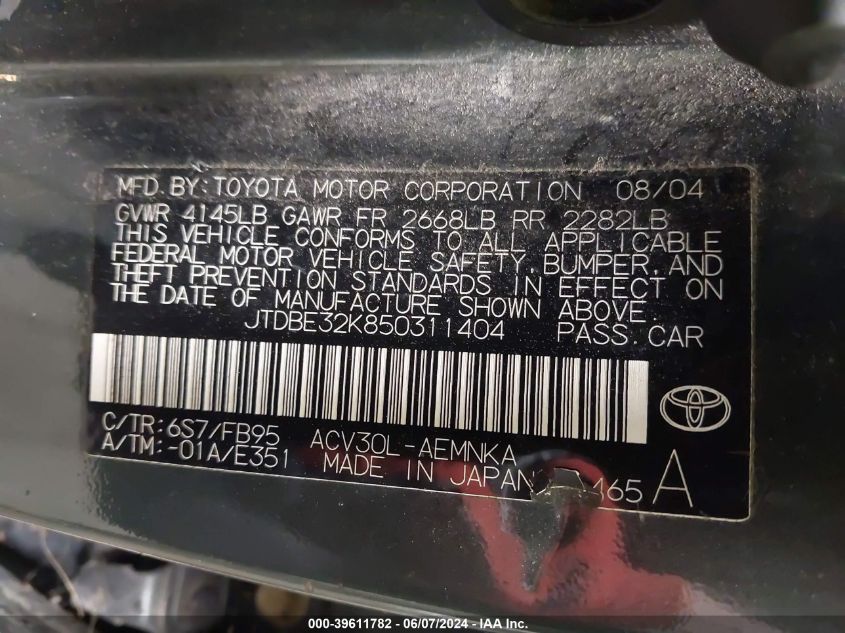 MFD. BY: TOYOTA MOTOR CORPORATION 08/04
GVWR 4145LB GAWR FR 2668LB RR 2282LB
THIS VEHICLE CONFORMS TO ALL APPLICABLE
FEDERAL MOTOR VEHICLE SAFETY, BUMPER, AND
THEFT PREVENTION STANDARDS IN EFFECT ON
THE DATE OF MANUFACTURE SHOWN ABOVE.
JTDBE32K850311404 PASS. CAR
C/TR: 6S7/FB95 ACV30L-AEMNKA
A/TM: -01A/E351 MADE IN JAPAN A
000-39611782 - 06/07/2024 - © IAA Inc.